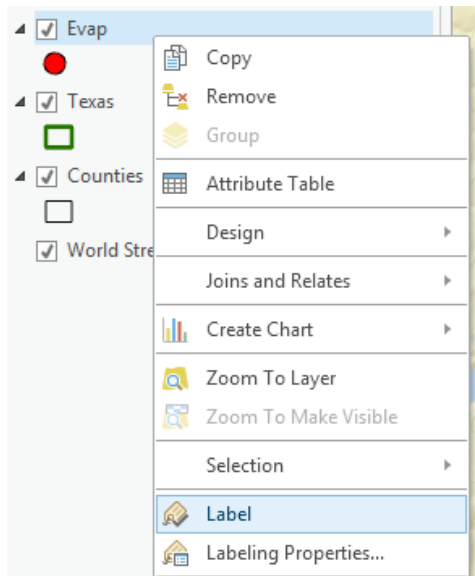 Evap
Texas
Counties
World Stre
Copy
Remove
Group
Attribute Table
Design
Joins and Relates
Create Chart
Zoom To Layer
Zoom To Make Visible
Selection
Label
Labeling Properties...